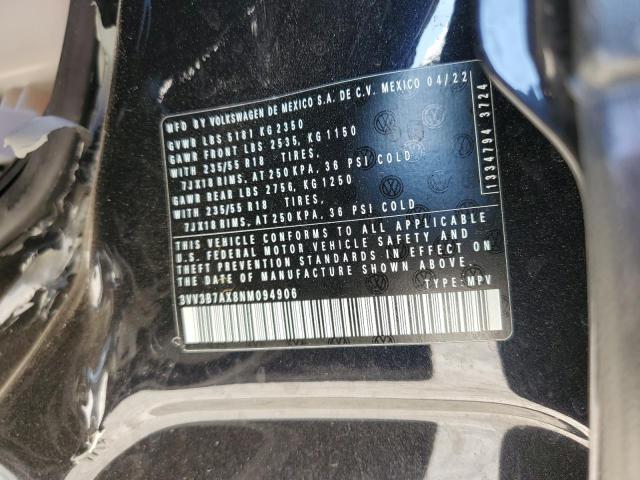 MFD BY VOLKSWAGEN DE MEXICO S.A. DE C.V. MEXICO 04/22
GVWR LBS 5181 KG 2350
GAWR FRONT LBS 2535, KG 1150
WITH 235/55 R18 TIRES,
7JX18 RIMS, AT 250 KPA, 36 PSI COLD
GAWR REAR LBS 2756, KG 1250
WITH 235/55 R18 TIRES,
7JX18 RIMS, AT 250 KPA, 36 PSI COLD
THIS VEHICLE CONFORMS TO ALL APPLICABLE
U.S. FEDERAL MOTOR VEHICLE SAFETY AND
THEFT PREVENTION STANDARDS IN EFFECT ON
THE DATE OF MANUFACTURE SHOWN ABOVE.
3VV3B7AX8NM094906 TYPE: MPV
1334794 3724